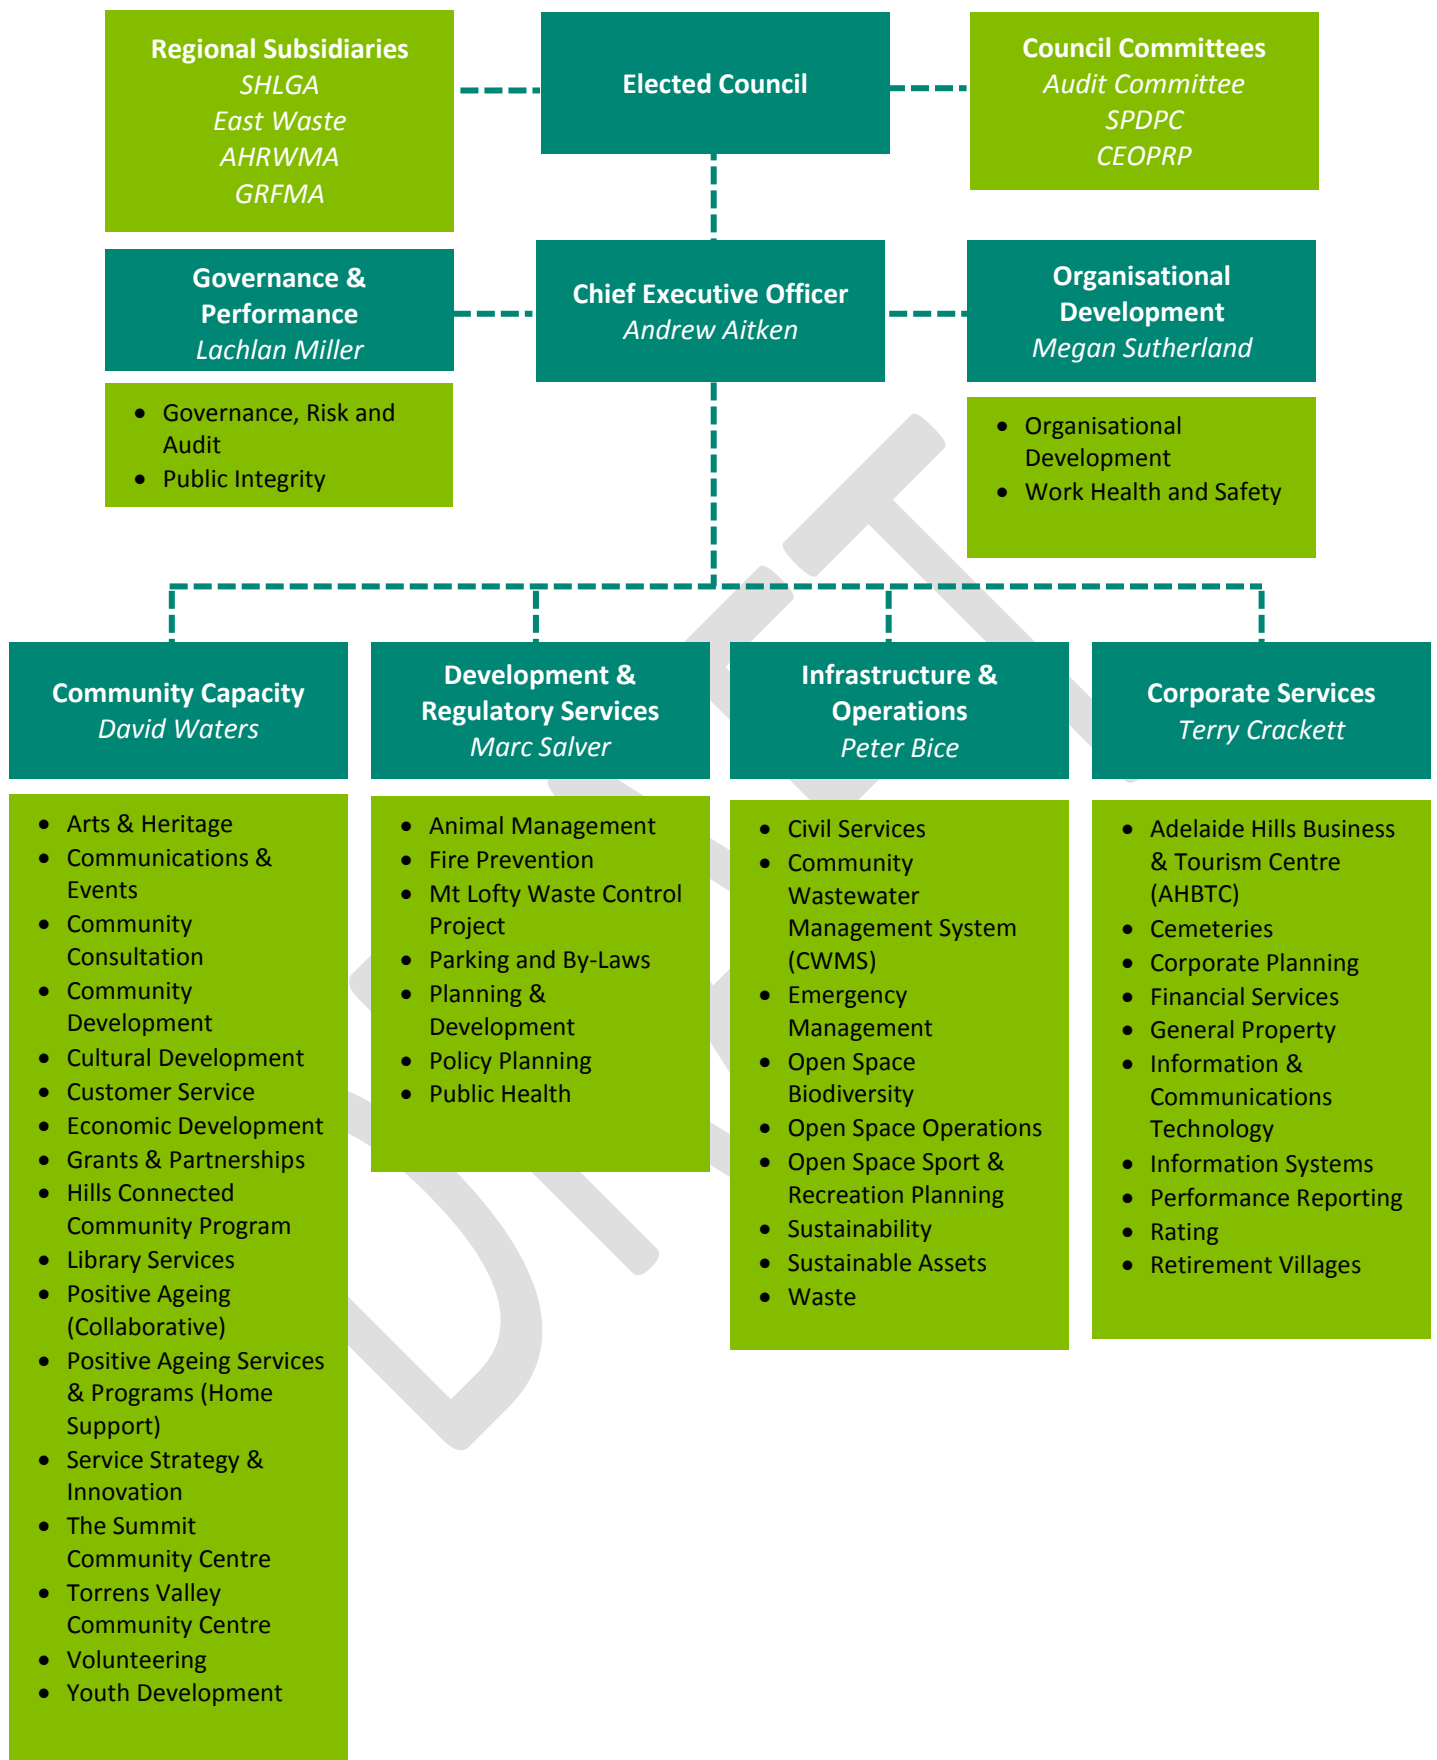 Regional Subsidiaries
SHLGA
East Waste
AHRWMA
GRFMA
Elected Council
Council Committees
Audit Committee
SPDPC
CEOPRP
Governance &
Performance
Lachlan Miller
Chief Executive Officer
Andrew Aitken
Organisational
Development
Megan Sutherland
• Governance, Risk and
Audit
• Public Integrity
• Organisational
Development
• Work Health and Safety
Community Capacity
David Waters
Development &
Regulatory Services
Marc Salver
Infrastructure &
Operations
Peter Bice
Corporate Services
Terry Crackett
• Arts & Heritage
• Communications &
Events
• Community
Consultation
• Community
Development
• Cultural Development
• Customer Service
• Economic Development
• Grants & Partnerships
• Hills Connected
Community Program
• Library Services
• Positive Ageing
(Collaborative)
• Positive Ageing Services
& Programs (Home
Support)
• Service Strategy &
Innovation
• The Summit
Community Centre
• Torrens Valley
Community Centre
• Volunteering
• Youth Development
• Animal Management
• Fire Prevention
• Mt Lofty Waste Control
Project
• Parking and By-Laws
• Planning &
Development
• Policy Planning
• Public Health
• Civil Services
• Community
Wastewater
Management System
(CWMS)
• Emergency
Management
• Open Space
Biodiversity
• Open Space Operations
• Open Space Sport &
Recreation Planning
• Sustainability
• Sustainable Assets
• Waste
• Adelaide Hills Business
& Tourism Centre
(AHBTC)
• Cemeteries
• Corporate Planning
• Financial Services
• General Property
• Information &
Communications
Technology
• Information Systems
• Performance Reporting
• Rating
• Retirement Villages
DRAFT